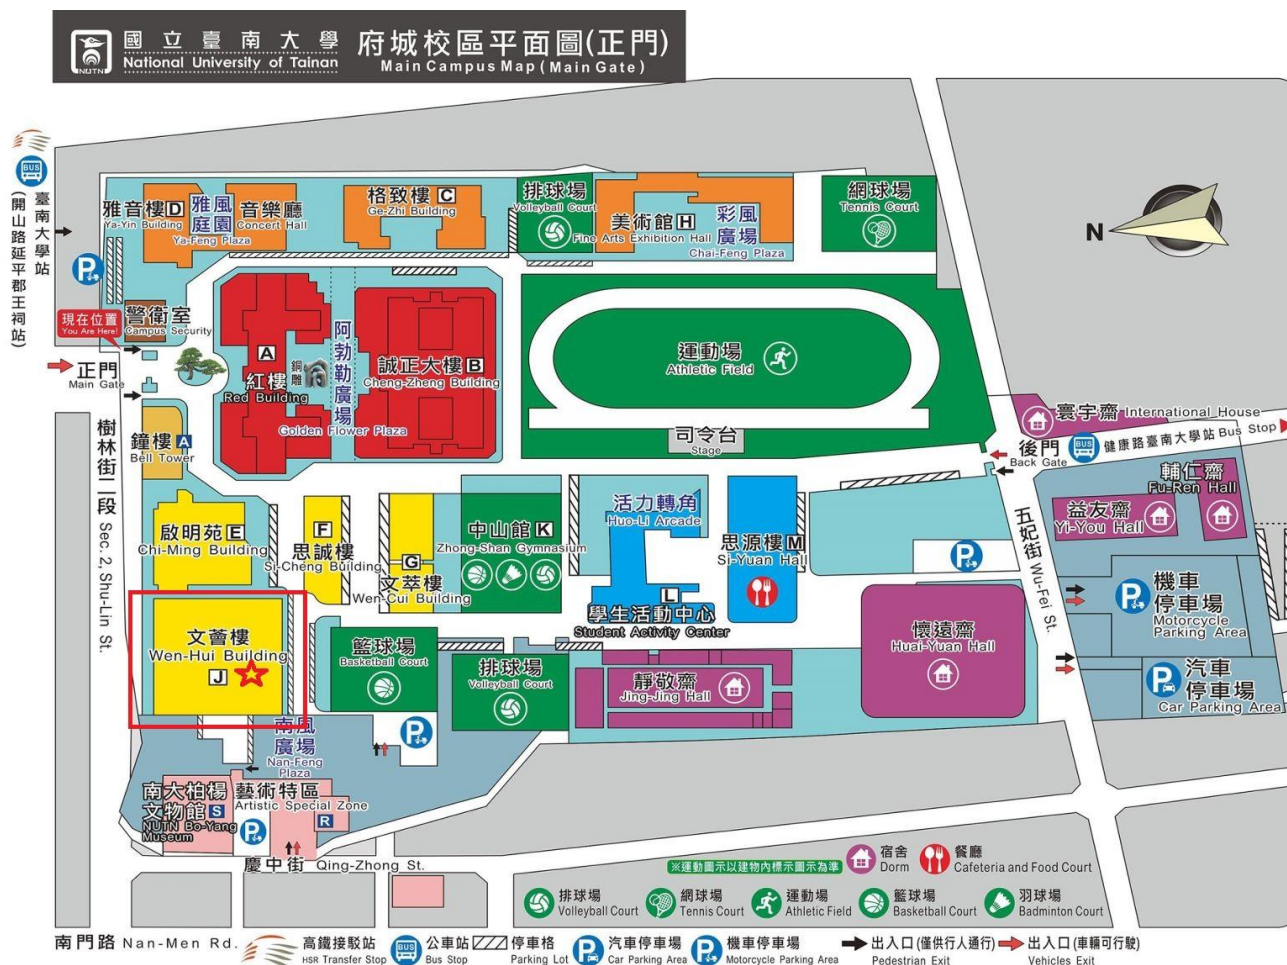 國立臺南大學 府城校區平面圖(正門)
National University of Tainan Main Campus Map (Main Gate)
NUTN
BUS
臺南大學站
(開山路延平郡王祠站)
雅音樓 D
Ya-Yin Building
雅風庭園
Ya-Feng Plaza
音樂廳
Concert Hall
格致樓 C
Ge-Zhi Building
排球場
Volleyball Court
美術館 H
Fine Arts Exhibition Hall
彩風廣場
Chai-Feng Plaza
網球場
Tennis Court
N
P
警衛室
Campus Security
現在位置
You Are Here!
正門
Main Gate
A
紅樓
Red Building
銅雕
阿勃勒廣場
Golden Flower Plaza
誠正大樓 B
Cheng-Zheng Building
運動場
Athletic Field
司令台
Stage
寰宇齋 International House
後門
Back Gate
BUS
健康路臺南大學站 Bus Stop
鐘樓 A
Bell Tower
樹林街二段 Sec. 2, Shu-Lin St.
啟明苑 E
Chi-Ming Building
F
思誠樓
Si-Cheng Building
G
文萃樓
Wen-Cui Building
中山館 K
Zhong-Shan Gymnasium
活力轉角
Huo-Li Arcade
L
學生活動中心
Student Activity Center
思源樓 M
Si-Yuan Hall
P
五妃街 Wu-Fei St.
輔仁齋
Fu-Ren Hall
益友齋
Yi-You Hall
P
機車停車場
Motorcycle Parking Area
P
汽車停車場
Car Parking Area
文薈樓
Wen-Hui Building
J
籃球場
Basketball Court
排球場
Volleyball Court
靜敬齋
Jing-Jing Hall
懷遠齋
Huai-Yuan Hall
P
南風廣場
Nan-Feng Plaza
南大柏楊文物館 S
NUTN Bo-Yang Museum
藝術特區
Artistic Special Zone
R
P
慶中街 Qing-Zhong St.
南門路 Nan-Men Rd.
※運動圖示以建物內標示圖示為準
宿舍
Dorm
餐廳
Cafeteria and Food Court
排球場
Volleyball Court
網球場
Tennis Court
運動場
Athletic Field
籃球場
Basketball Court
羽球場
Badminton Court
高鐵接駁站
HSR Transfer Stop
BUS
公車站
Bus Stop
停車格
Parking Lot
P
汽車停車場
Car Parking Area
P
機車停車場
Motorcycle Parking Area
出入口(僅供行人通行)
Pedestrian Exit
出入口(車輛可行駛)
Vehicles Exit